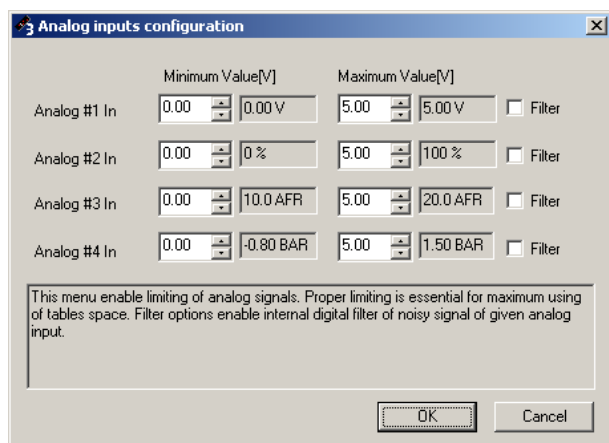 Analog inputs configuration
Minimum Value[V] Maximum Value[V]
Analog #1 In 0.00 0.00 V 5.00 5.00 V Filter
Analog #2 In 0.00 0 % 5.00 100 % Filter
Analog #3 In 0.00 10.0 AFR 5.00 20.0 AFR Filter
Analog #4 In 0.00 -0.80 BAR 5.00 1.50 BAR Filter
This menu enable limiting of analog signals. Proper limiting is essential for maximum using
of tables space. Filter options enable internal digital filter of noisy signal of given analog
input.
OK Cancel